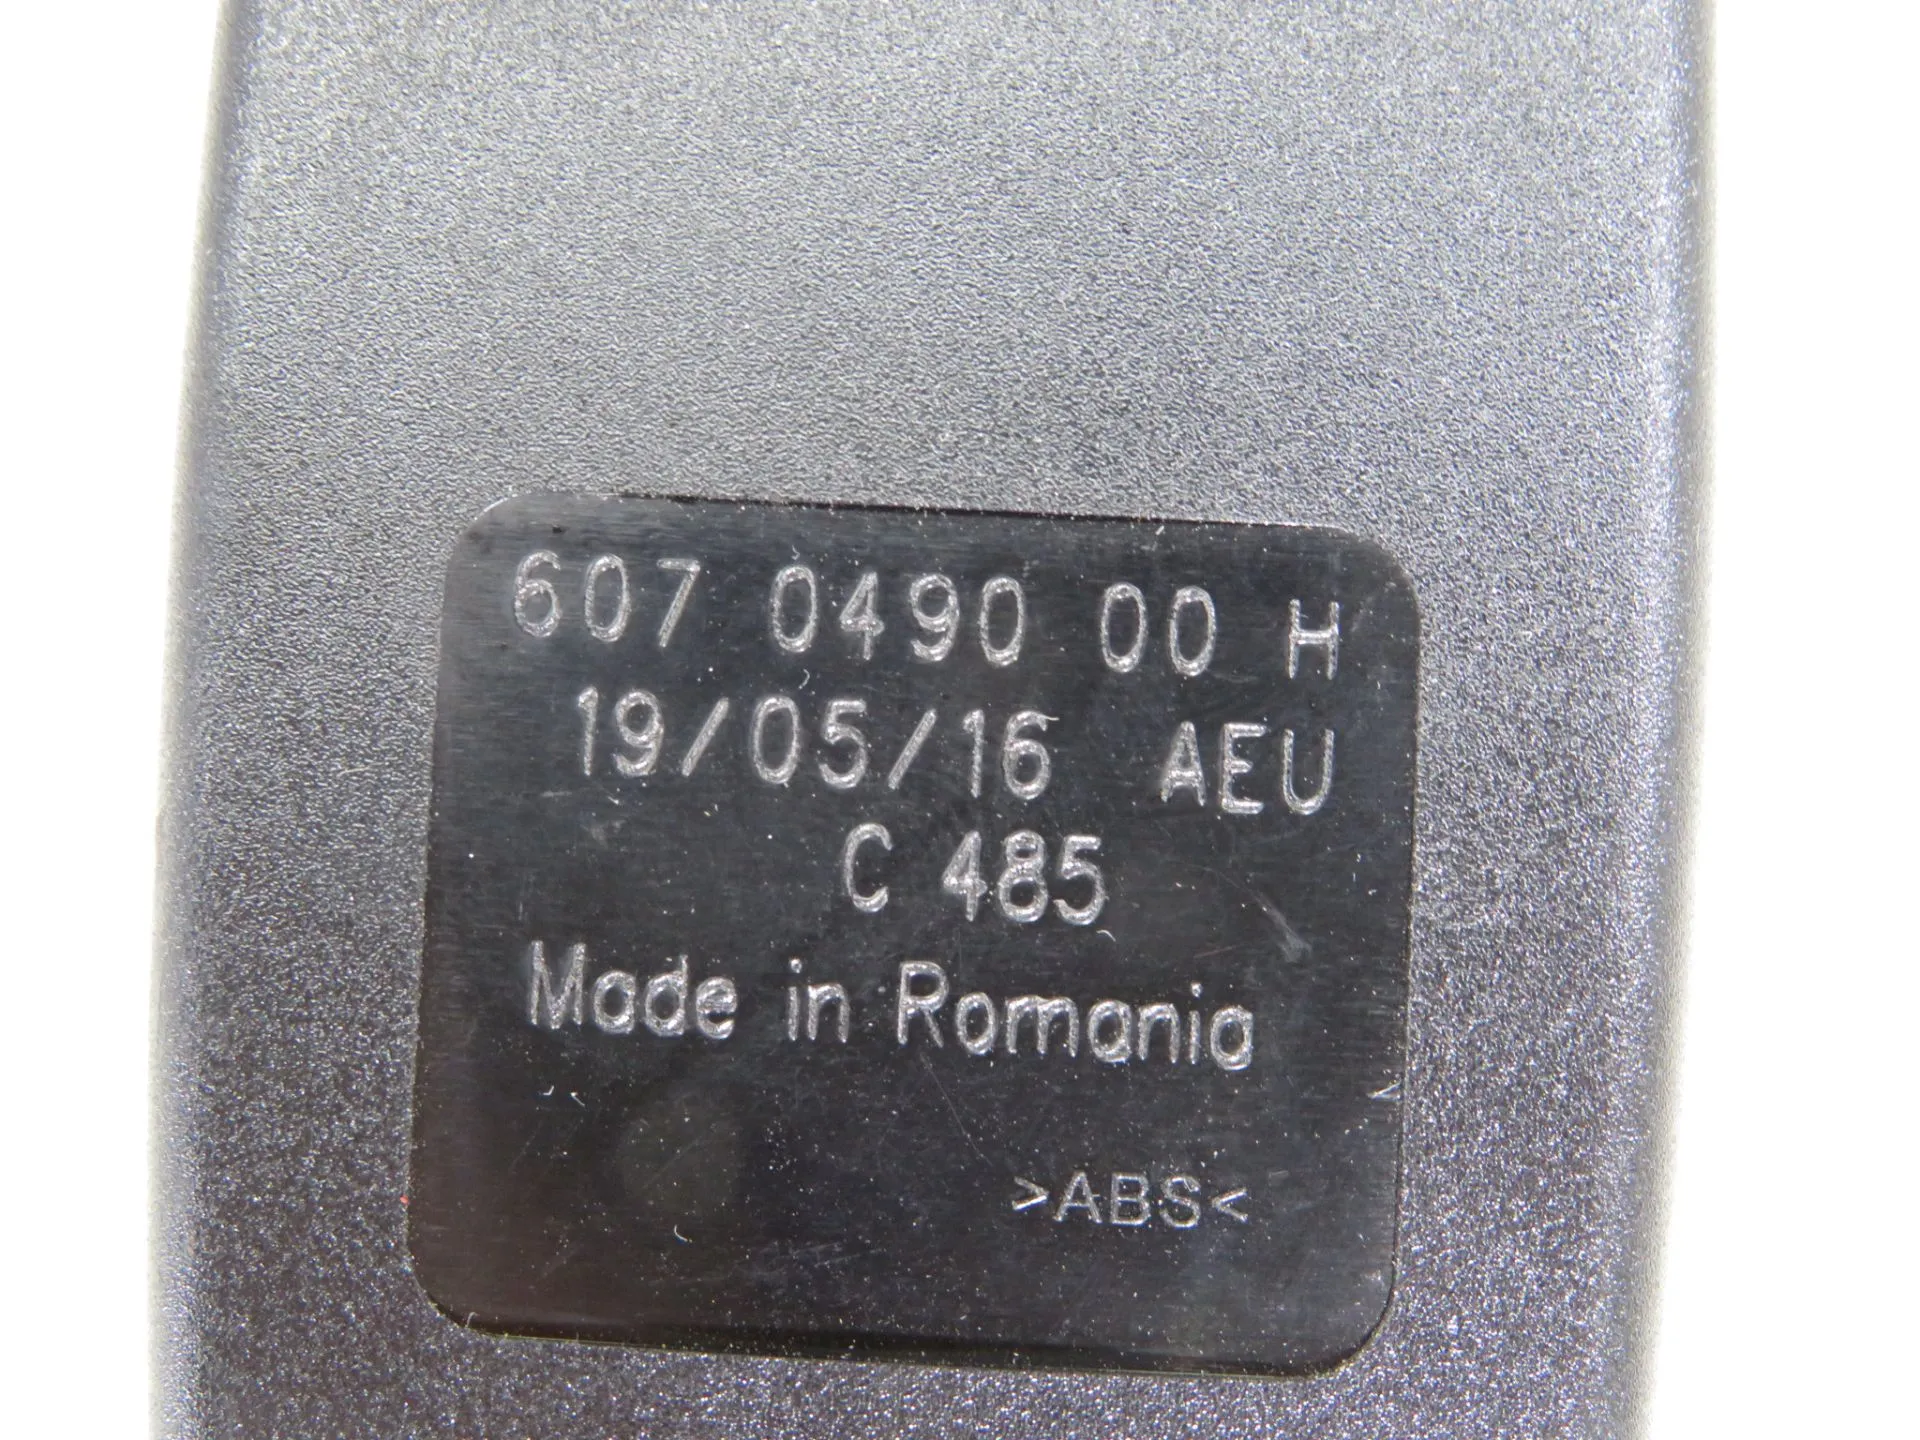 607 0490 00 H
19/05/16 AEU
C 485
Made in Romania
>ABS<